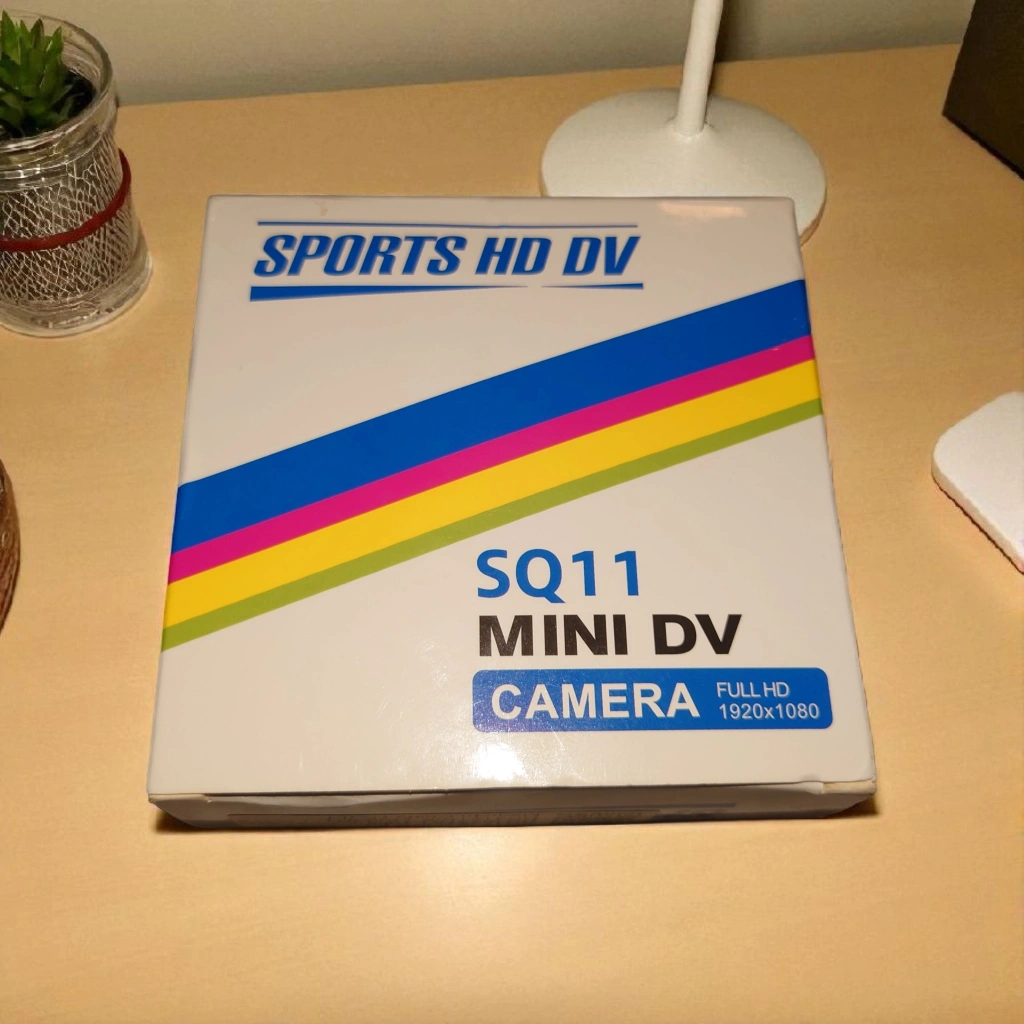 SPORTS HD DV
SQ11
MINI DV
CAMERA
FULL HD
1920x1080